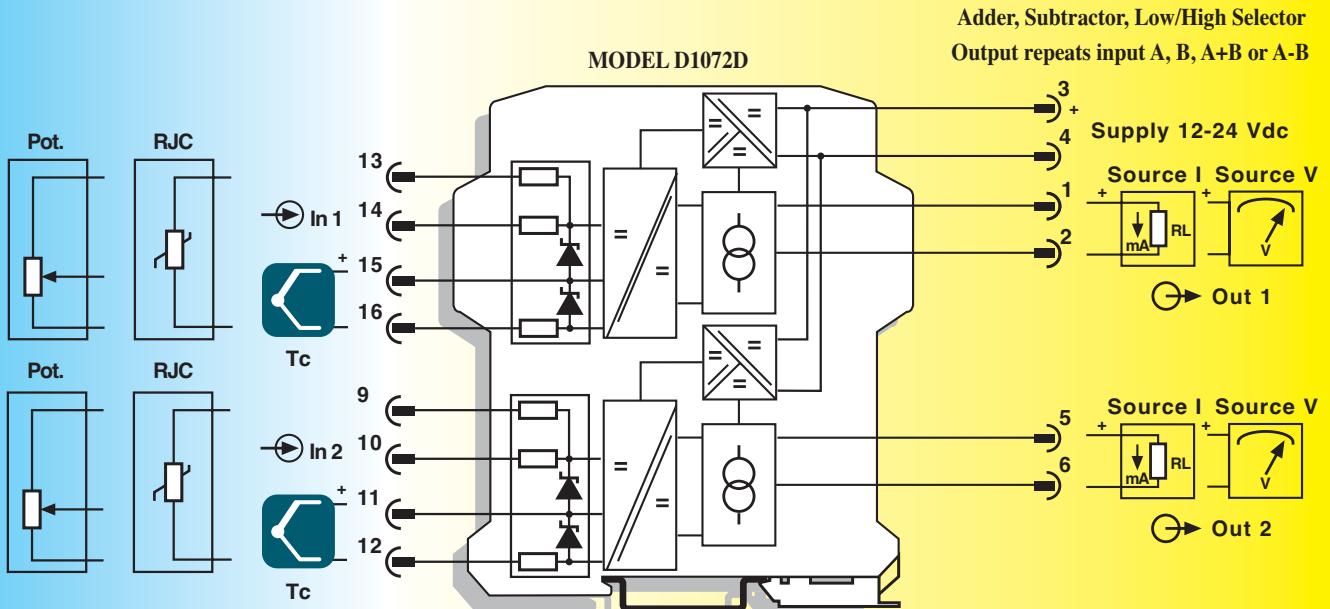 Adder, Subtractor, Low/High Selector
Output repeats input A, B, A+B or A-B
MODEL D1072D
Pot.
RJC
13
14
In 1
+
15
16
Tc
3
+
Supply 12-24 Vdc
4
Source I Source V
1
+
+
RL
mA
V
2
Out 1
=
=
=
=
=
Pot.
RJC
9
10
In 2
+
11
12
Tc
=
=
=
=
=
Source I Source V
5
+
+
RL
mA
V
6
Out 2